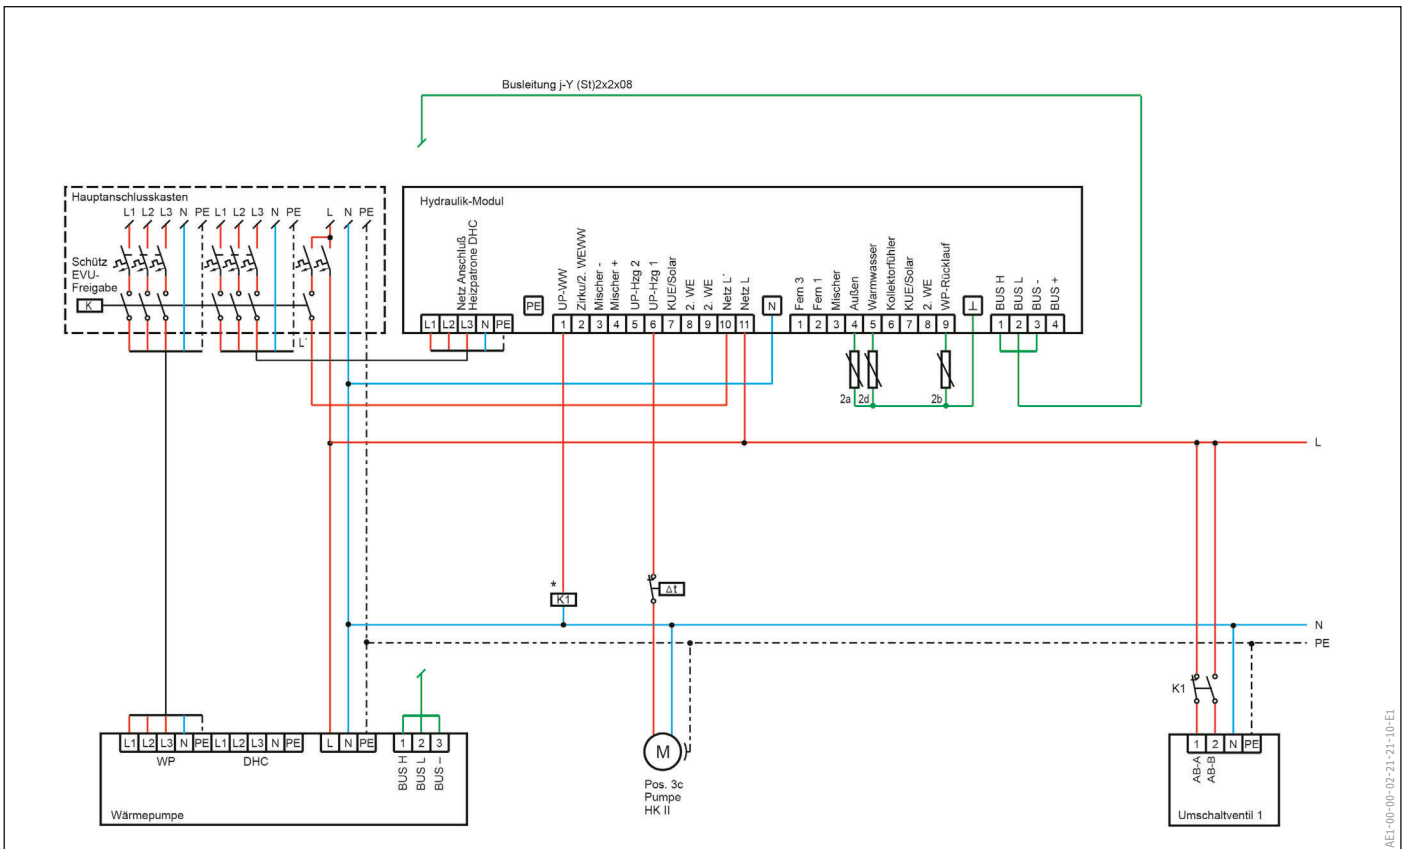 Busleitung j-Y (St)2x2x08
Hauptanschlusskasten
L1 L2 L3 N PE L1 L2 L3 N PE L N PE
Schütz
EVU-
Freigabe
K
L´
Hydraulik-Modul
Netz Anschluß
Heizpatrone DHC
L1 L2 L3 N PE
PE
UP-WW
Zirku/2. WEWW
Mischer -
Mischer +
UP-Hzg 2
UP-Hzg 1
KUE/Solar
2. WE
2. WE
Netz L´
Netz L
1 2 3 4 5 6 7 8 9 10 11
N
Fern 3
Fern 1
Mischer
Außen
Warmwasser
Kollektorfühler
KUE/Solar
2. WE
WP-Rücklauf
1 2 3 4 5 6 7 8 9
⊥
BUS H
BUS L
BUS -
BUS +
1 2 3 4
2a 2d 2b
L
*
K1
Δt
N
PE
K1
L1 L2 L3 N PE L1 L2 L3 N PE L N PE 1 2 3
WP DHC
BUS H
BUS L
BUS –
Wärmepumpe
M
Pos. 3c
Pumpe
HK II
1 2 N PE
AB-A
AB-B
Umschaltventil 1
AE1-00-00-02-21-21-10-E1